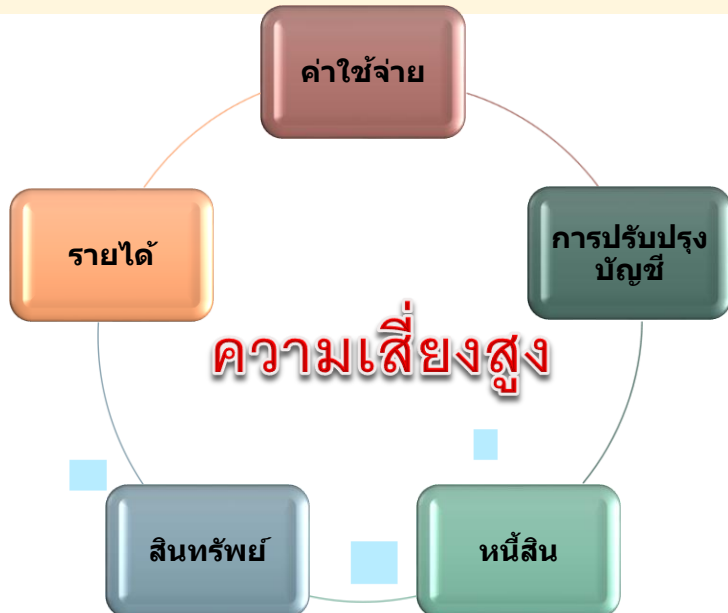 ค่าใช้จ่าย
การปรับปรุง
บัญชี
รายได้
ความเสี่ยงสูง
สินทรัพย์
หนี้สิน